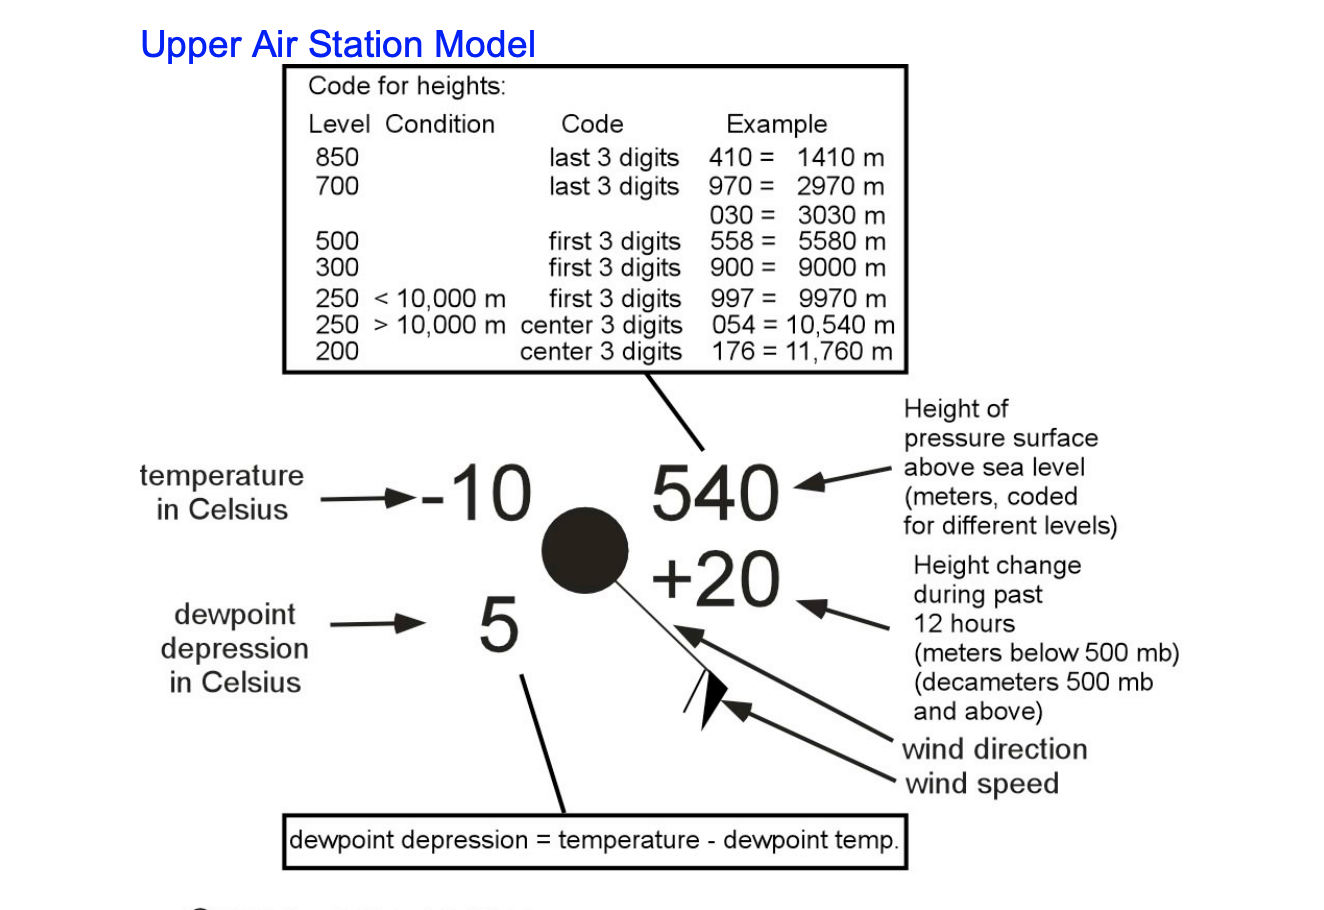 Upper Air Station Model
Code for heights:
Level Condition Code Example
850 last 3 digits 410 = 1410 m
700 last 3 digits 970 = 2970 m
030 = 3030 m
500 first 3 digits 558 = 5580 m
300 first 3 digits 900 = 9000 m
250 < 10,000 m first 3 digits 997 = 9970 m
250 > 10,000 m center 3 digits 054 = 10,540 m
200 center 3 digits 176 = 11,760 m
temperature
in Celsius
-10
540
Height of
pressure surface
above sea level
(meters, coded
for different levels)
+20
Height change
during past
12 hours
(meters below 500 mb)
(decameters 500 mb
and above)
dewpoint
depression
in Celsius
5
wind direction
wind speed
dewpoint depression = temperature - dewpoint temp.